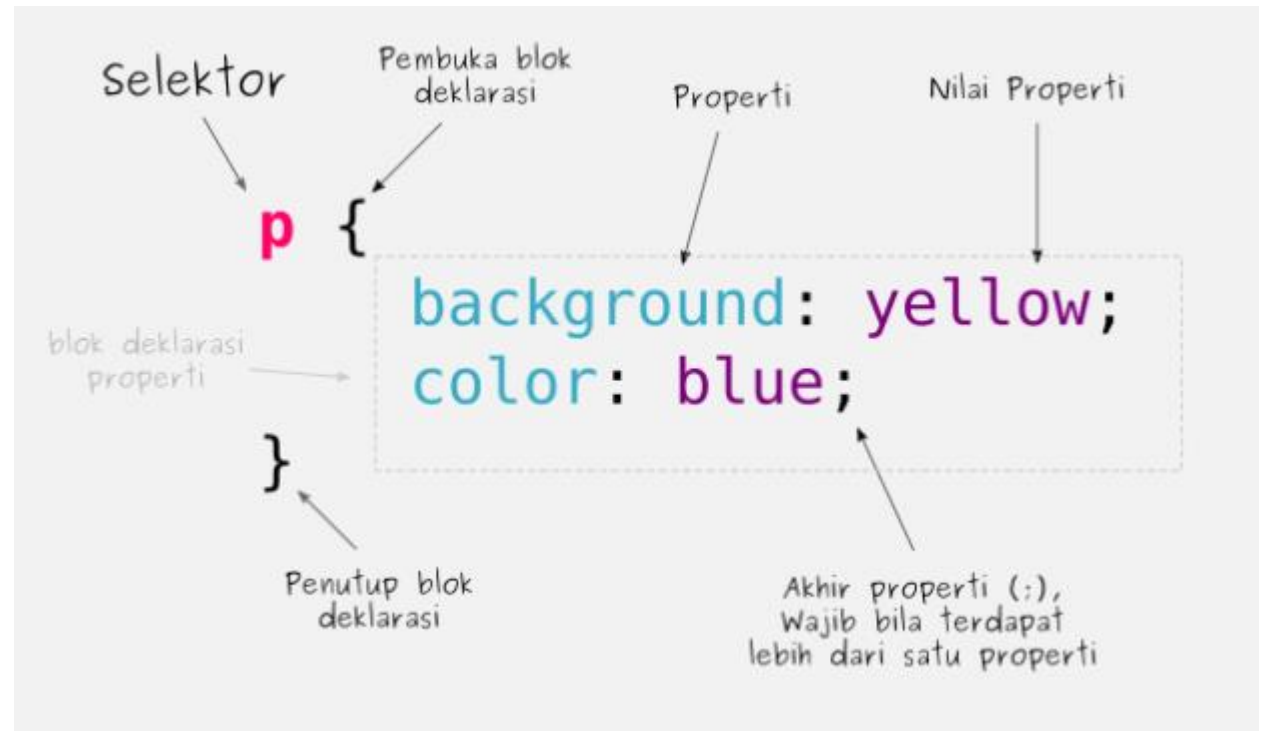 Selektor
Pembuka blok
deklarasi
Properti
Nilai Properti
p {
background: yellow;
color: blue;
blok deklarasi
properti
}
Penutup blok
deklarasi
Akhir properti (;),
Wajib bila terdapat
lebih dari satu properti